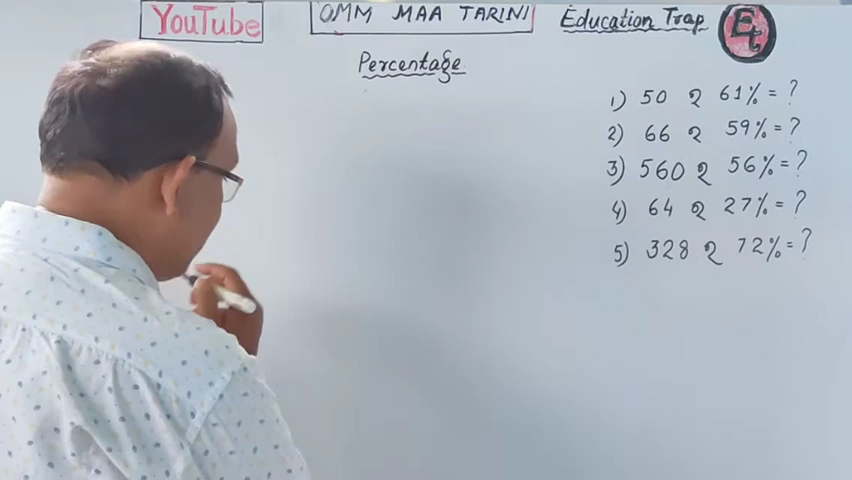 YouTube
OMM MAA TARINI
Education Trap
Et
Percentage
1) 50 ର 61% = ?
2) 66 ର 59% = ?
3) 560 ର 56% = ?
4) 64 ର 27% = ?
5) 328 ର 72% = ?